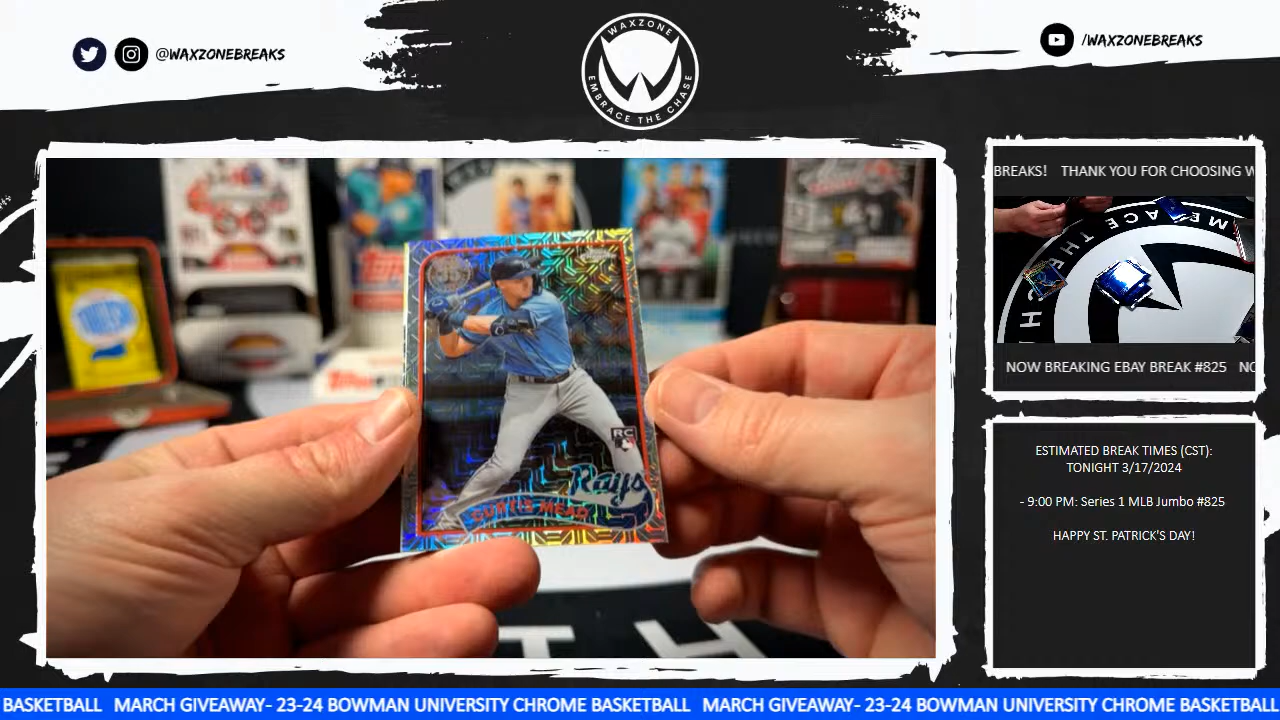 @WAXZONEBREAKS
WAXZONE
EMBRACE THE CHASE
/WAXZONEBREAKS
BREAKS! THANK YOU FOR CHOOSING W
NOW BREAKING EBAY BREAK #825 NO
ESTIMATED BREAK TIMES (CST):
TONIGHT 3/17/2024
- 9:00 PM: Series 1 MLB Jumbo #825
HAPPY ST. PATRICK'S DAY!
RC
Rays
CURTIS MEAD
BASKETBALL MARCH GIVEAWAY- 23-24 BOWMAN UNIVERSITY CHROME BASKETBALL MARCH GIVEAWAY- 23-24 BOWMAN UNIVERSITY CHROME BASKETBALL